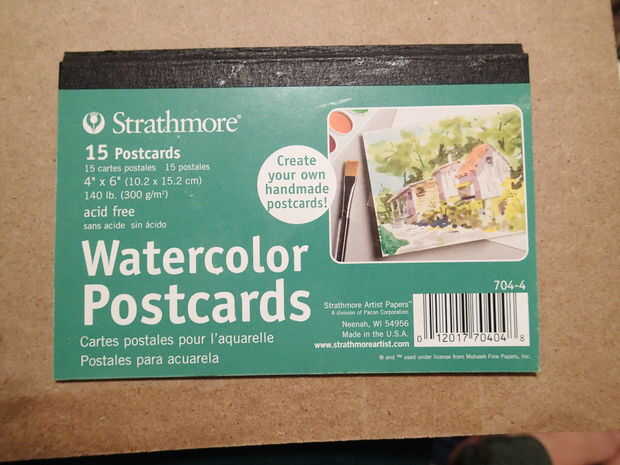 Strathmore®
15 Postcards
15 cartes postales 15 postales
4" x 6" (10.2 x 15.2 cm)
140 lb. (300 g/m²)
acid free
sans acide sin ácido
Create
your own
handmade
postcards!
Watercolor
Postcards
Cartes postales pour l'aquarelle
Postales para acuarela
704-4
Strathmore Artist Papers™
A division of Pacon Corporation
Neenah, WI 54956
Made in the U.S.A.
www.strathmoreartist.com
0 12017 70404 8
® and ™ used under license from Mohawk Fine Papers, Inc.